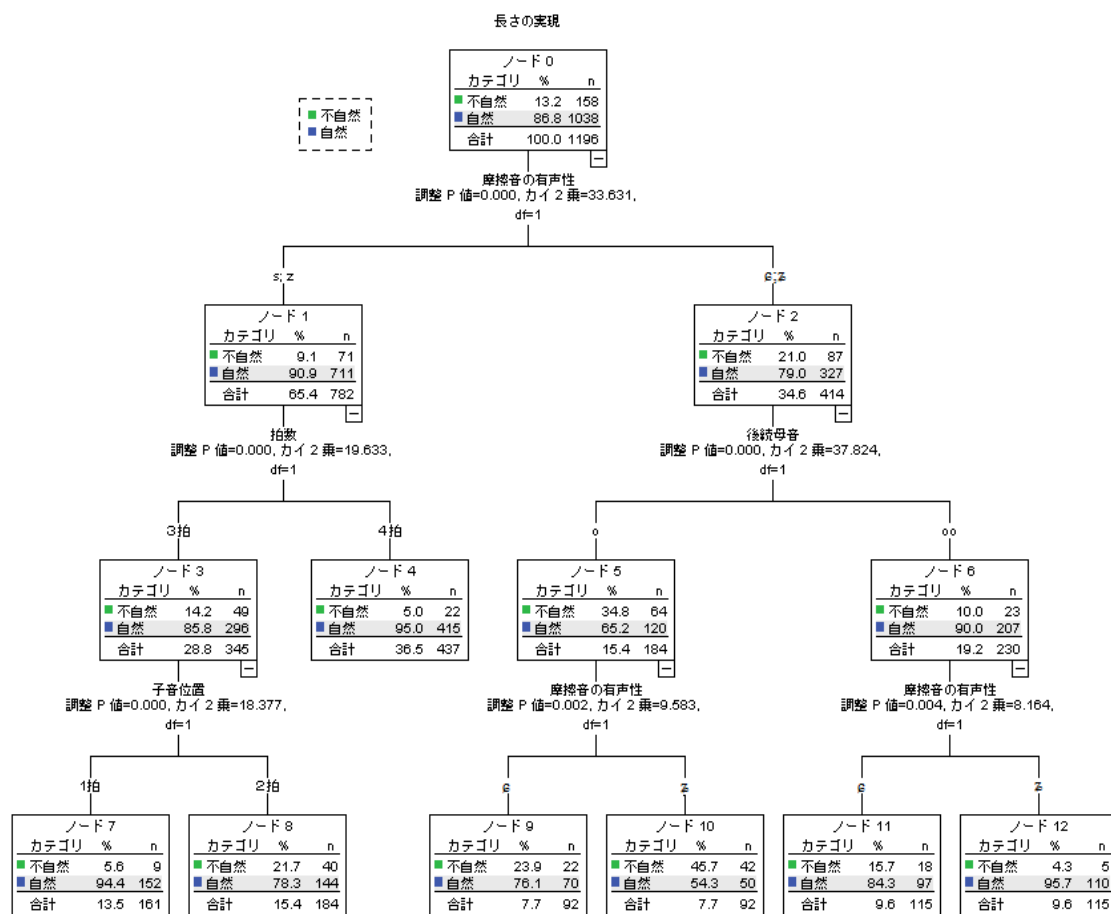 長さの実現
ノード 0
カテゴリ % n
不自然 13.2 158
自然 86.8 1038
合計 100.0 1196
不自然
自然
摩擦音の有声性
調整 P 値=0.000, カイ 2 乗=33.631,
df=1
s; z
ɕ; ʑ
ノード 1
カテゴリ % n
不自然 9.1 71
自然 90.9 711
合計 65.4 782
ノード 2
カテゴリ % n
不自然 21.0 87
自然 79.0 327
合計 34.6 414
拍数
調整 P 値=0.000, カイ 2 乗=19.633,
df=1
後続母音
調整 P 値=0.000, カイ 2 乗=37.824,
df=1
3拍
4拍
o
oo
ノード 3
カテゴリ % n
不自然 14.2 49
自然 85.8 296
合計 28.8 345
ノード 4
カテゴリ % n
不自然 5.0 22
自然 95.0 415
合計 36.5 437
ノード 5
カテゴリ % n
不自然 34.8 64
自然 65.2 120
合計 15.4 184
ノード 6
カテゴリ % n
不自然 10.0 23
自然 90.0 207
合計 19.2 230
子音位置
調整 P 値=0.000, カイ 2 乗=18.377,
df=1
摩擦音の有声性
調整 P 値=0.002, カイ 2 乗=9.583,
df=1
摩擦音の有声性
調整 P 値=0.004, カイ 2 乗=8.164,
df=1
1拍
2拍
ɕ
ʑ
ɕ
ʑ
ノード 7
カテゴリ % n
不自然 5.6 9
自然 94.4 152
合計 13.5 161
ノード 8
カテゴリ % n
不自然 21.7 40
自然 78.3 144
合計 15.4 184
ノード 9
カテゴリ % n
不自然 23.9 22
自然 76.1 70
合計 7.7 92
ノード 10
カテゴリ % n
不自然 45.7 42
自然 54.3 50
合計 7.7 92
ノード 11
カテゴリ % n
不自然 15.7 18
自然 84.3 97
合計 9.6 115
ノード 12
カテゴリ % n
不自然 4.3 5
自然 95.7 110
合計 9.6 115